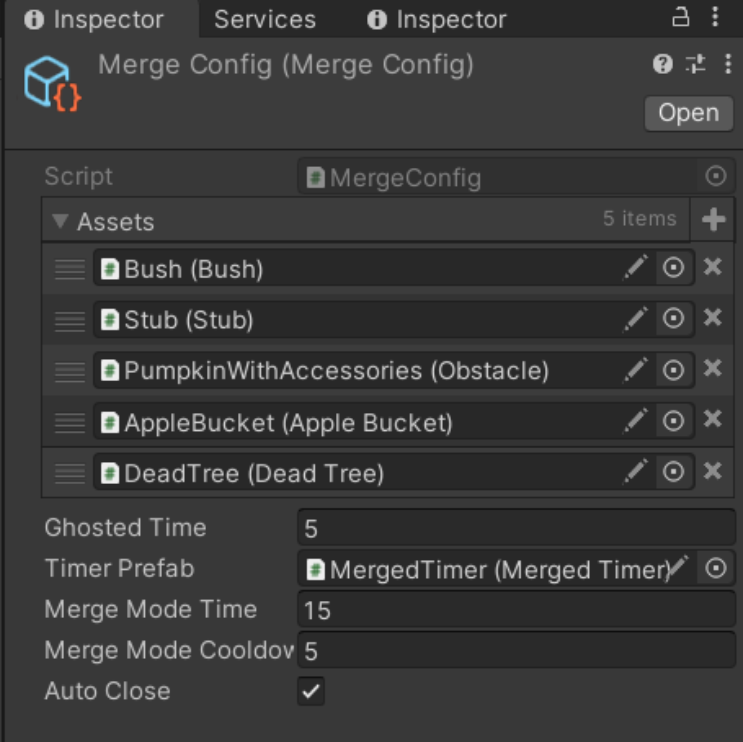 Inspector
Services
Inspector
Merge Config (Merge Config)
Open
Script
MergeConfig
Assets
5 items
Bush (Bush)
Stub (Stub)
PumpkinWithAccessories (Obstacle)
AppleBucket (Apple Bucket)
DeadTree (Dead Tree)
Ghosted Time
5
Timer Prefab
MergedTimer (Merged Timer)
Merge Mode Time
15
Merge Mode Cooldow
5
Auto Close